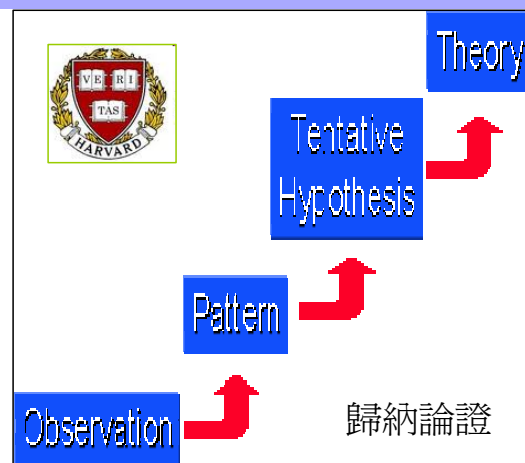 VE RI
TAS
HARVARD
Theory
Tentative
Hypothesis
Pattern
Observation
歸納論證